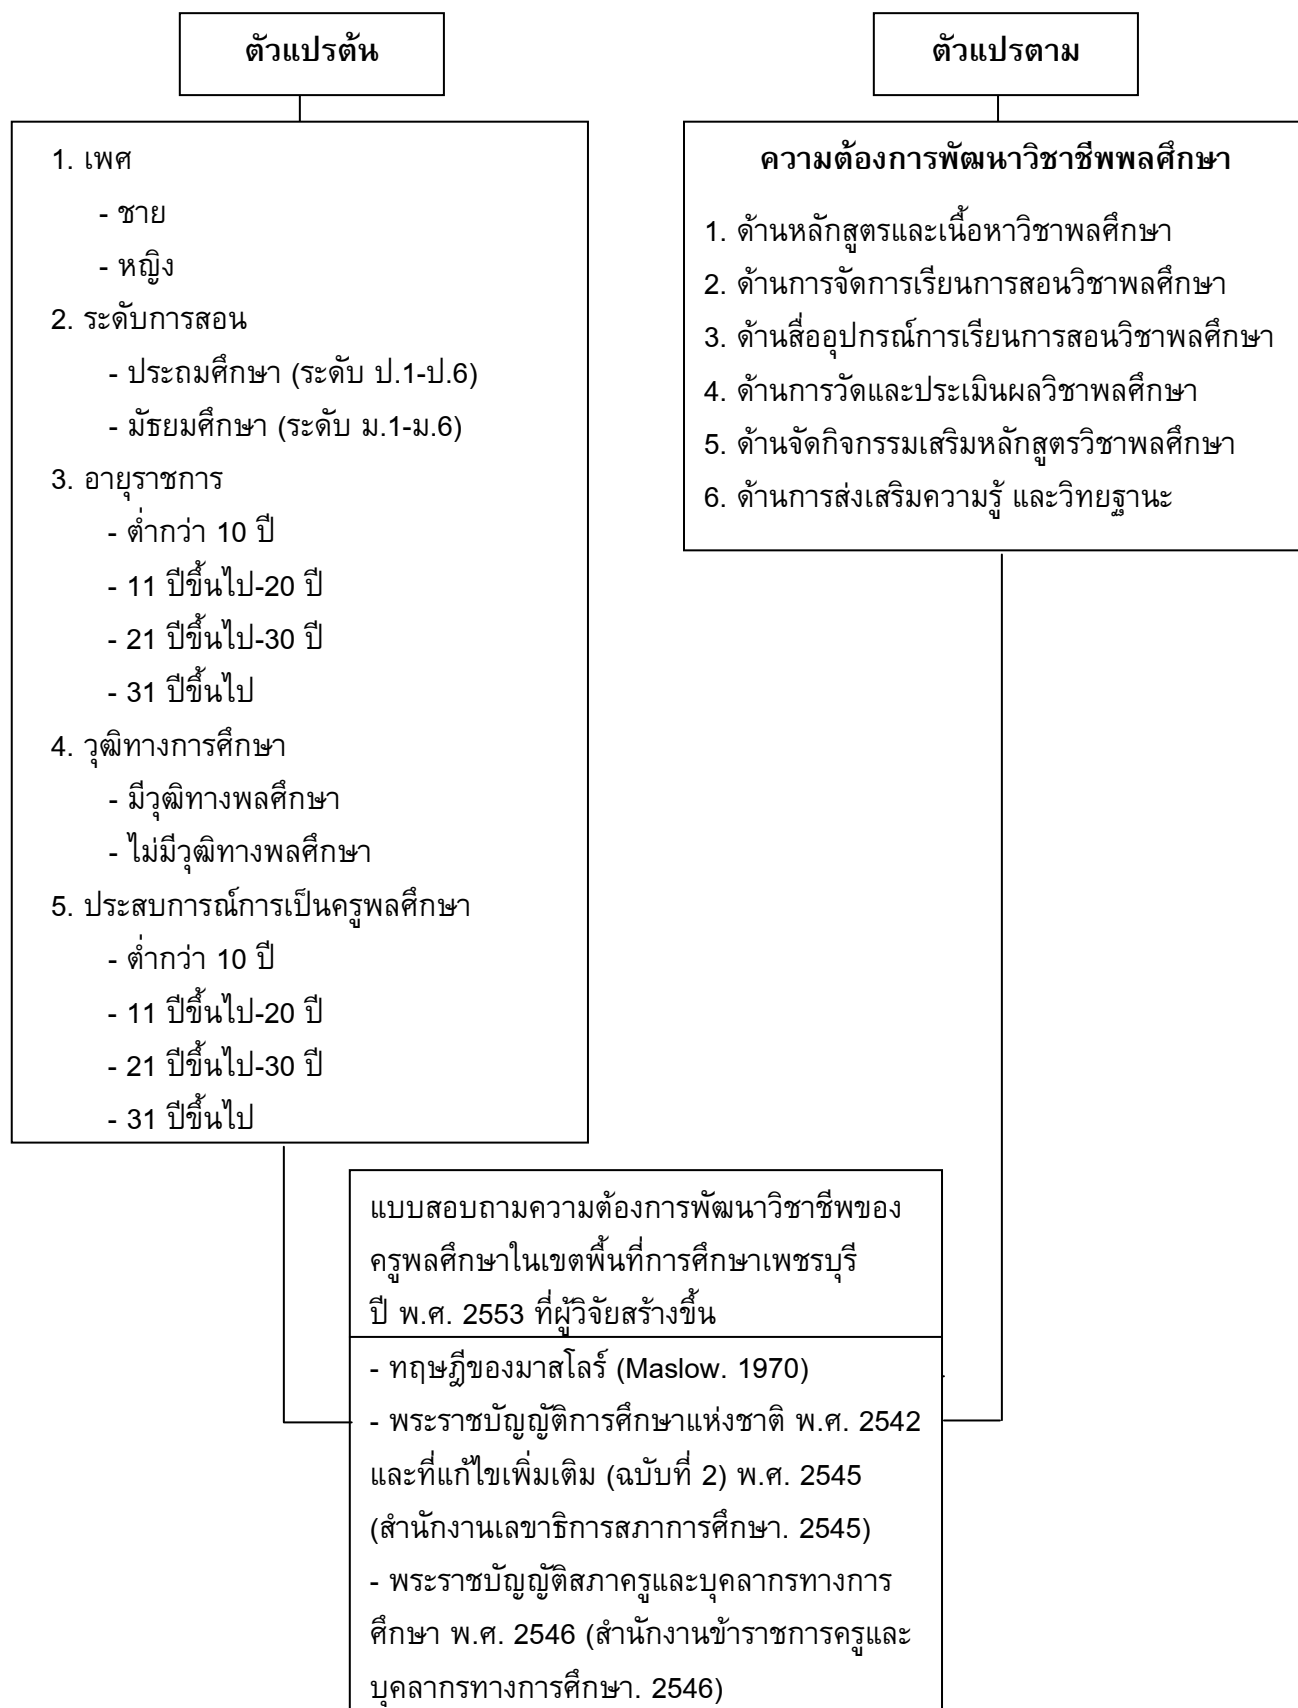 ตัวแปรต้น
1. เพศ
- ชาย
- หญิง
2. ระดับการสอน
- ประถมศึกษา (ระดับ ป.1-ป.6)
- มัธยมศึกษา (ระดับ ม.1-ม.6)
3. อายุราชการ
- ต่ำกว่า 10 ปี
- 11 ปีขึ้นไป-20 ปี
- 21 ปีขึ้นไป-30 ปี
- 31 ปีขึ้นไป
4. วุฒิทางการศึกษา
- มีวุฒิทางพลศึกษา
- ไม่มีวุฒิทางพลศึกษา
5. ประสบการณ์การเป็นครูพลศึกษา
- ต่ำกว่า 10 ปี
- 11 ปีขึ้นไป-20 ปี
- 21 ปีขึ้นไป-30 ปี
- 31 ปีขึ้นไป
ตัวแปรตาม
ความต้องการพัฒนาวิชาชีพพลศึกษา
1. ด้านหลักสูตรและเนื้อหาวิชาพลศึกษา
2. ด้านการจัดการเรียนการสอนวิชาพลศึกษา
3. ด้านสื่ออุปกรณ์การเรียนการสอนวิชาพลศึกษา
4. ด้านการวัดและประเมินผลวิชาพลศึกษา
5. ด้านจัดกิจกรรมเสริมหลักสูตรวิชาพลศึกษา
6. ด้านการส่งเสริมความรู้ และวิทยฐานะ
แบบสอบถามความต้องการพัฒนาวิชาชีพของ
ครูพลศึกษาในเขตพื้นที่การศึกษาเพชรบุรี
ปี พ.ศ. 2553 ที่ผู้วิจัยสร้างขึ้น
- ทฤษฎีของมาสโลร์ (Maslow. 1970)
- พระราชบัญญัติการศึกษาแห่งชาติ พ.ศ. 2542
และที่แก้ไขเพิ่มเติม (ฉบับที่ 2) พ.ศ. 2545
(สำนักงานเลขาธิการสภาการศึกษา. 2545)
- พระราชบัญญัติสภาครูและบุคลากรทางการ
ศึกษา พ.ศ. 2546 (สำนักงานข้าราชการครูและ
บุคลากรทางการศึกษา. 2546)